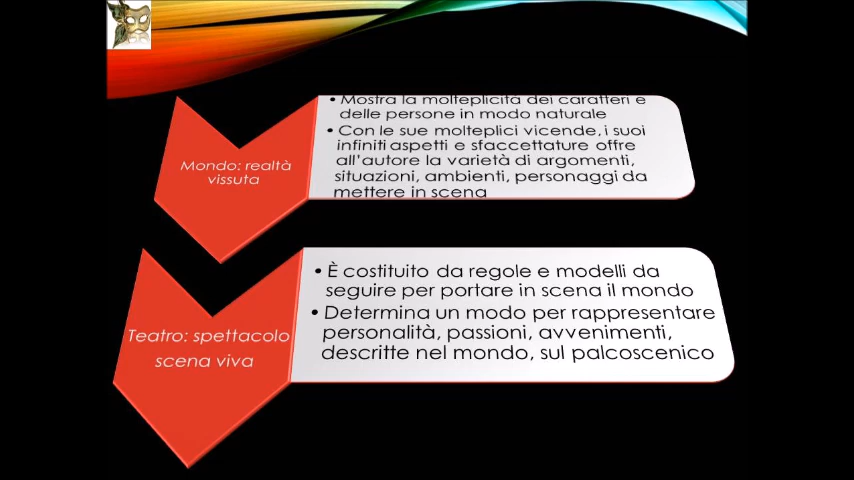 • Mostra la molteplicità dei caratteri e
delle persone in modo naturale
• Con le sue molteplici vicende, i suoi
infiniti aspetti e sfaccettature offre
all'autore la varietà di argomenti,
situazioni, ambienti, personaggi da
mettere in scena
Mondo: realtà
vissuta
• È costituito da regole e modelli da
seguire per portare in scena il mondo
• Determina un modo per rappresentare
personalità, passioni, avvenimenti,
descritte nel mondo, sul palcoscenico
Teatro: spettacolo
scena viva